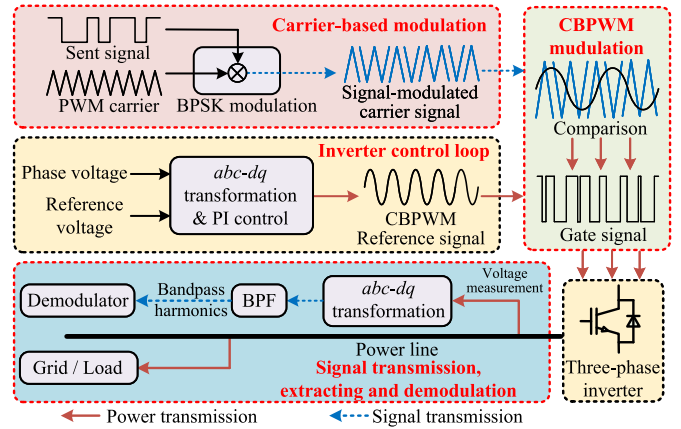 Sent signal
PWM carrier
BPSK modulation
Carrier-based modulation
Signal-modulated
carrier signal
CBPWM
mudulation
Comparison
Gate signal
Inverter control loop
Phase voltage
Reference
voltage
abc-dq
transformation
& PI control
CBPWM
Reference signal
Demodulator
Bandpass
harmonics
BPF
abc-dq
transformation
Voltage
measurement
Power line
Grid / Load
Signal transmission,
extracting and demodulation
Three-phase
inverter
Power transmission
Signal transmission